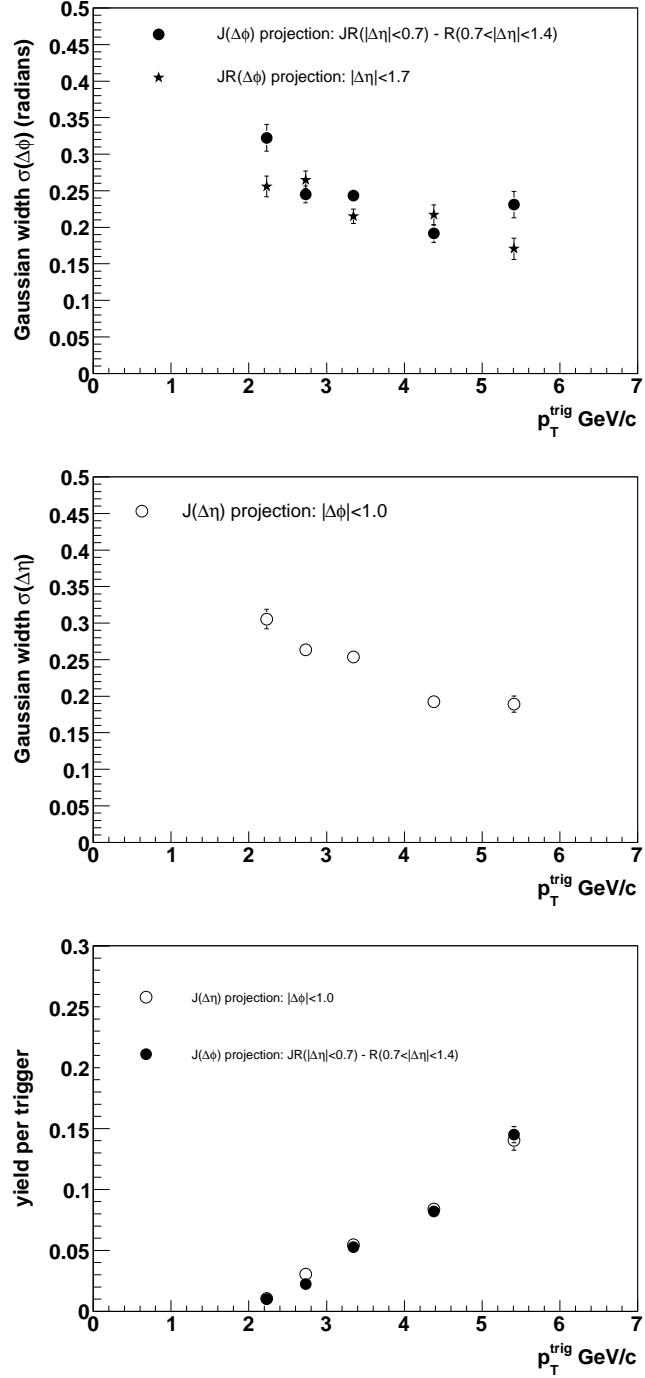 0.5
0.45
0.4
0.35
0.3
0.25
0.2
0.15
0.1
0.05
0
Gaussian width σ(Δϕ) (radians)
J(Δϕ) projection: JR(|Δη|<0.7) - R(0.7<|Δη|<1.4)
JR(Δϕ) projection: |Δη|<1.7
0 1 2 3 4 5 6 7
p_T^trig GeV/c
0.5
0.45
0.4
0.35
0.3
0.25
0.2
0.15
0.1
0.05
0
Gaussian width σ(Δη)
J(Δη) projection: |Δϕ|<1.0
0 1 2 3 4 5 6 7
p_T^trig GeV/c
0.3
0.25
0.2
0.15
0.1
0.05
0
yield per trigger
J(Δη) projection: |Δϕ|<1.0
J(Δϕ) projection: JR(|Δη|<0.7) - R(0.7<|Δη|<1.4)
0 1 2 3 4 5 6 7
p_T^trig GeV/c